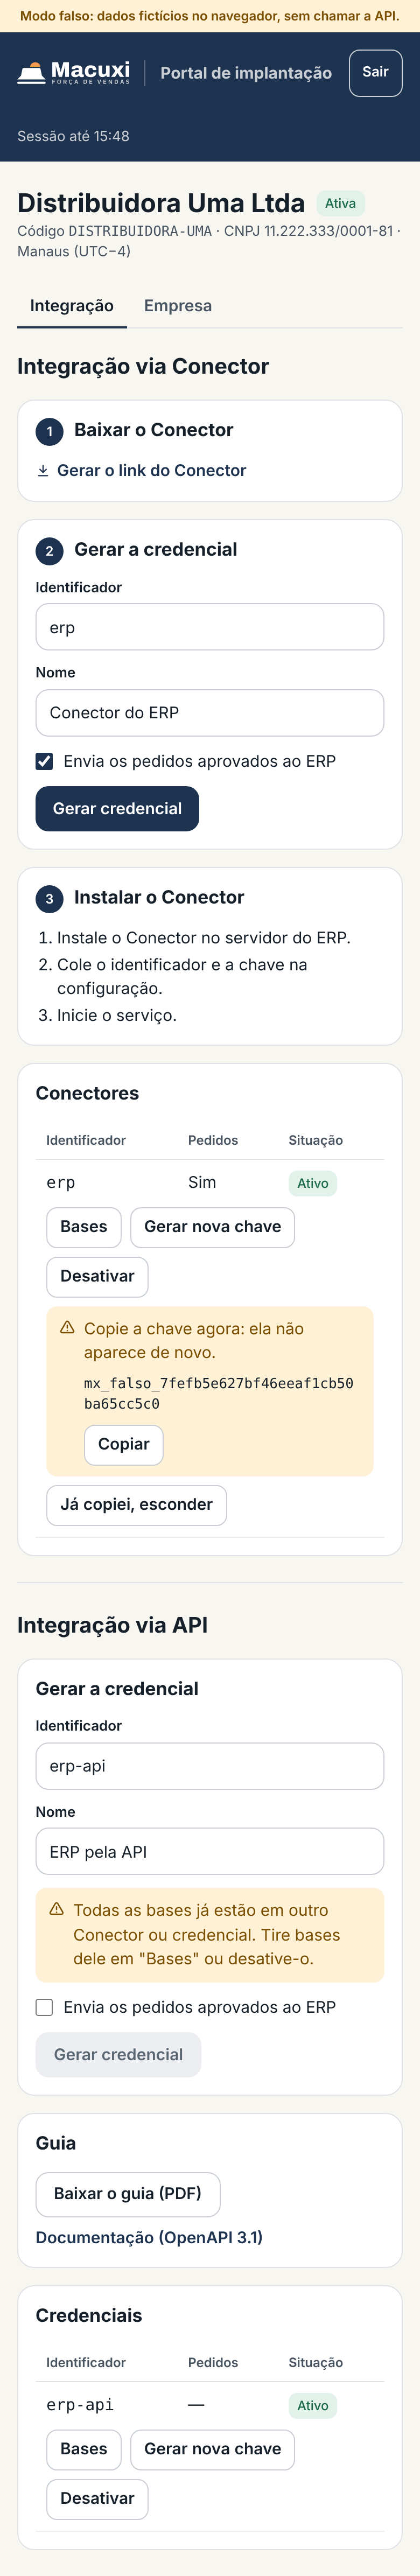 Modo falso: dados fictícios no navegador, sem chamar a API.
Macuxi
FORÇA DE VENDAS
Portal de implantação
Sair
Sessão até 15:48
Distribuidora Uma Ltda
Ativa
Código DISTRIBUIDORA-UMA · CNPJ 11.222.333/0001-81 ·
Manaus (UTC−4)
Integração
Empresa
Integração via Conector
1
Baixar o Conector
Gerar o link do Conector
2
Gerar a credencial
Identificador
erp
Nome
Conector do ERP
Envia os pedidos aprovados ao ERP
Gerar credencial
3
Instalar o Conector
1. Instale o Conector no servidor do ERP.
2. Cole o identificador e a chave na
configuração.
3. Inicie o serviço.
Conectores
Identificador Pedidos Situação
erp Sim Ativo
Bases
Gerar nova chave
Desativar
Copie a chave agora: ela não
aparece de novo.
mx_falso_7fefb5e627bf46eeaf1cb50
ba65cc5c0
Copiar
Já copiei, esconder
Integração via API
Gerar a credencial
Identificador
erp-api
Nome
ERP pela API
Todas as bases já estão em outro
Conector ou credencial. Tire bases
dele em "Bases" ou desative-o.
Envia os pedidos aprovados ao ERP
Gerar credencial
Guia
Baixar o guia (PDF)
Documentação (OpenAPI 3.1)
Credenciais
Identificador Pedidos Situação
erp-api — Ativo
Bases
Gerar nova chave
Desativar